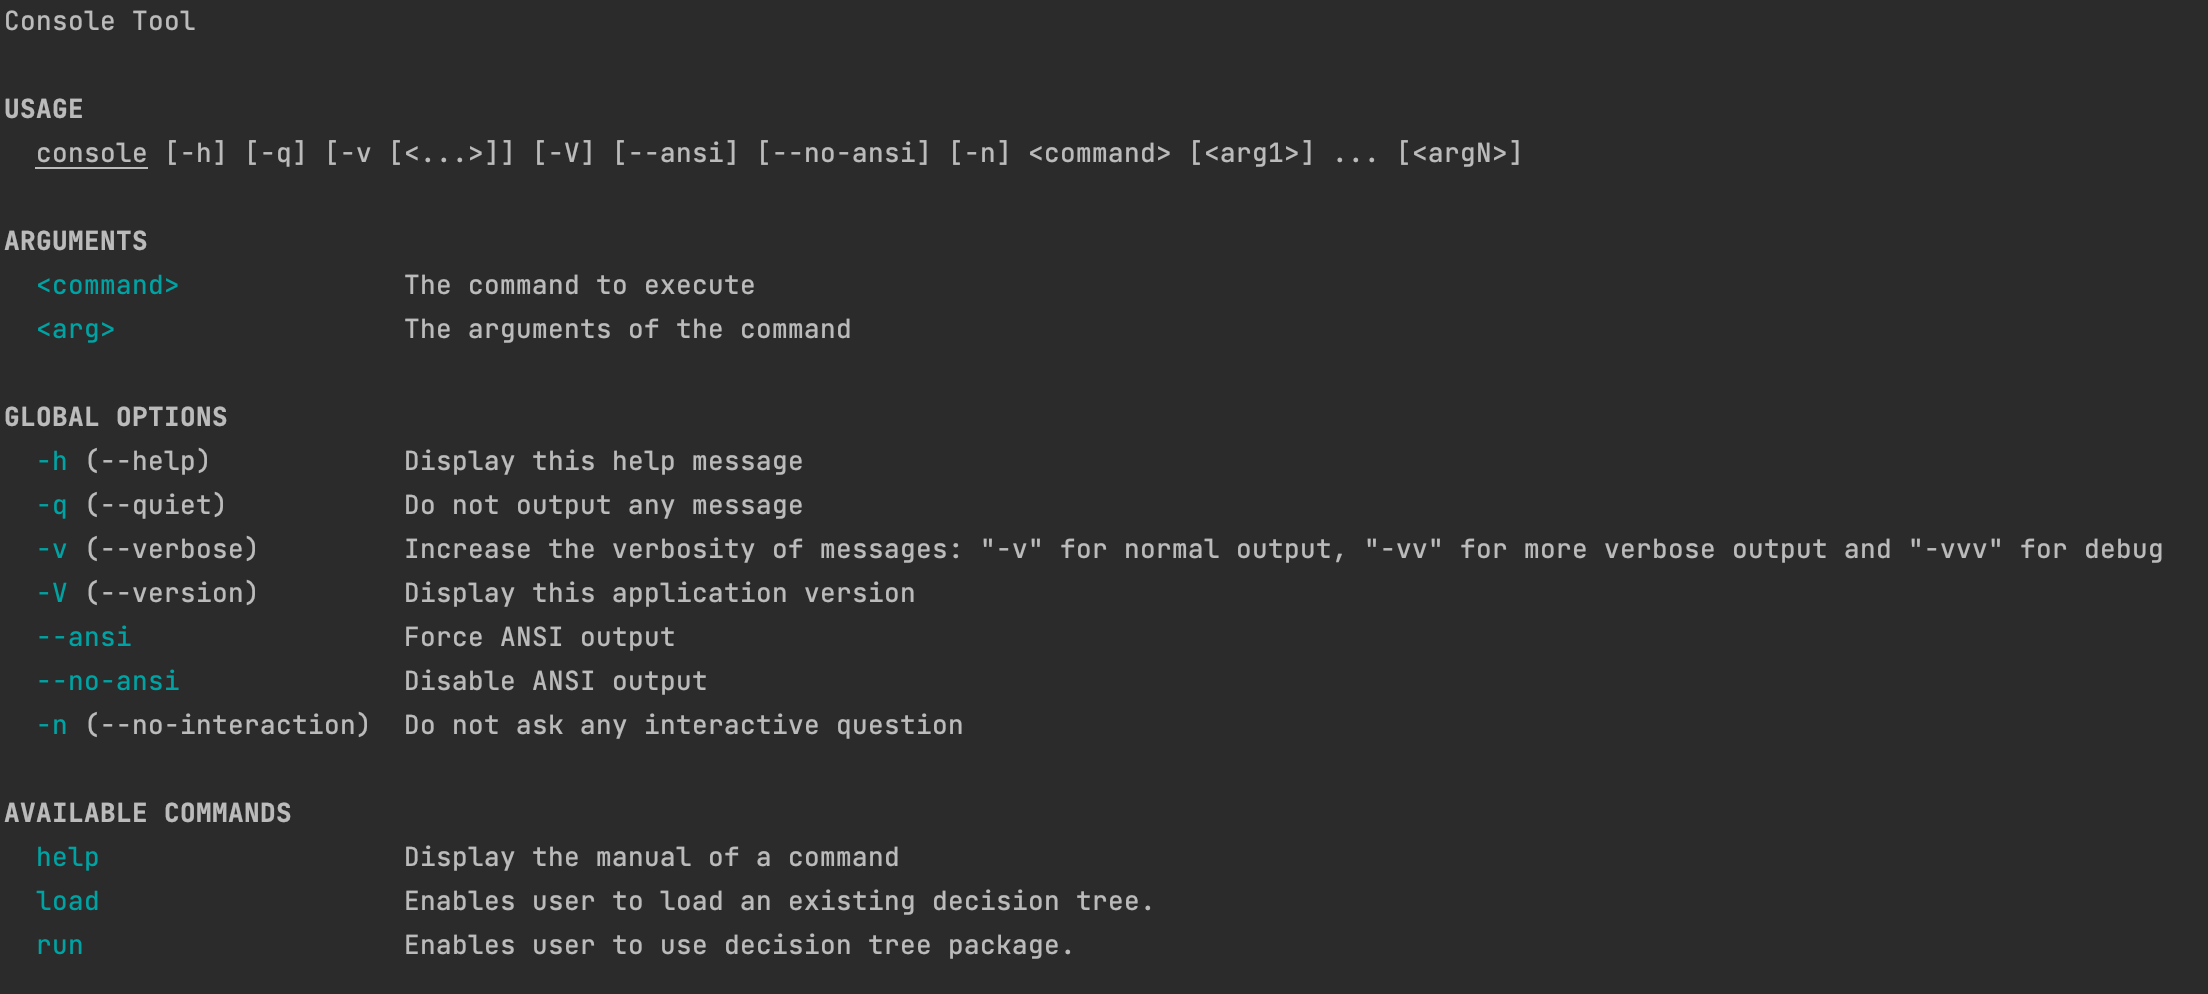 Console Tool
USAGE
console [-h] [-q] [-v [<...>]] [-V] [--ansi] [--no-ansi] [-n] <command> [<arg1>] ... [<argN>]
ARGUMENTS
<command> The command to execute
<arg> The arguments of the command
GLOBAL OPTIONS
-h (--help) Display this help message
-q (--quiet) Do not output any message
-v (--verbose) Increase the verbosity of messages: "-v" for normal output, "-vv" for more verbose output and "-vvv" for debug
-V (--version) Display this application version
--ansi Force ANSI output
--no-ansi Disable ANSI output
-n (--no-interaction) Do not ask any interactive question
AVAILABLE COMMANDS
help Display the manual of a command
load Enables user to load an existing decision tree.
run Enables user to use decision tree package.